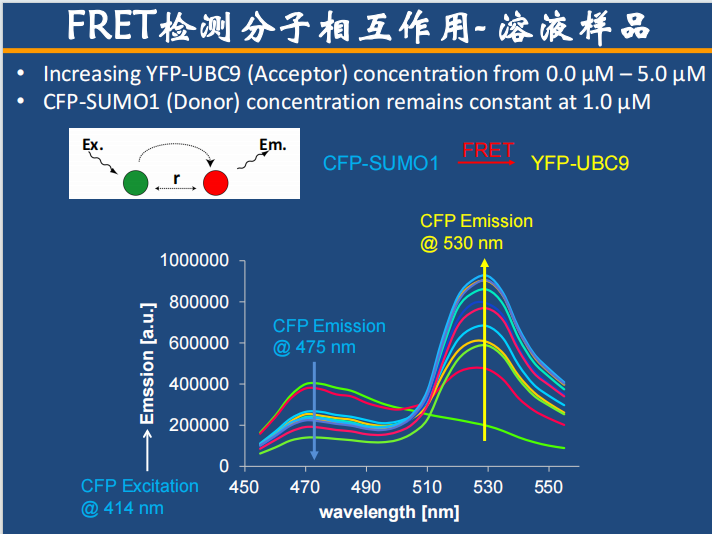 FRET检测分子相互作用-溶液样品
• Increasing YFP-UBC9 (Acceptor) concentration from 0.0 μM – 5.0 μM
• CFP-SUMO1 (Donor) concentration remains constant at 1.0 μM
Ex.
Em.
r
CFP-SUMO1
FRET
YFP-UBC9
CFP Emission
@ 530 nm
CFP Emission
@ 475 nm
1000000
800000
600000
400000
200000
0
Emssion [a.u.]
CFP Excitation
@ 414 nm
450 470 490 510 530 550
wavelength [nm]